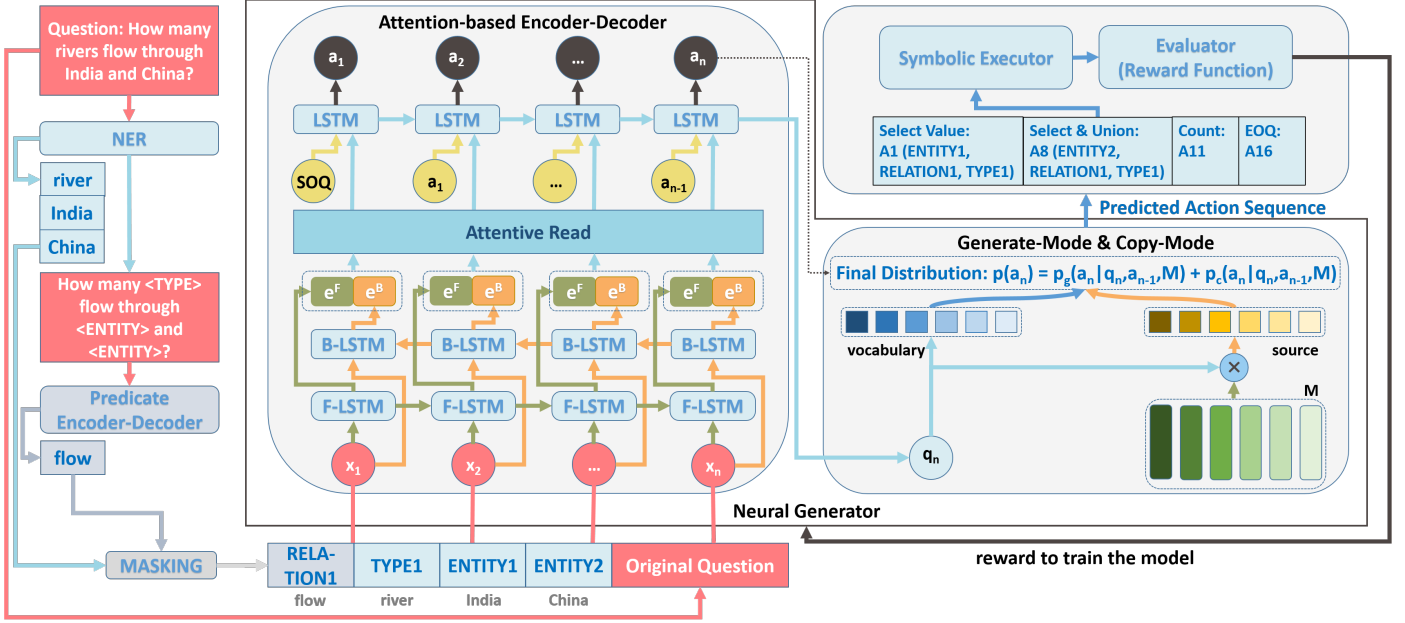 Question: How many
rivers flow through
India and China?
NER
river
India
China
How many <TYPE>
flow through
<ENTITY> and
<ENTITY>?
Predicate
Encoder-Decoder
flow
MASKING
Attention-based Encoder-Decoder
a1
a2
...
an
LSTM
LSTM
LSTM
LSTM
SOQ
a1
...
an-1
Attentive Read
eF
eB
eF
eB
eF
eB
eF
eB
B-LSTM
B-LSTM
B-LSTM
B-LSTM
F-LSTM
F-LSTM
F-LSTM
F-LSTM
x1
x2
...
xn
RELA-
TION1
TYPE1
ENTITY1
ENTITY2
Original Question
flow
river
India
China
Symbolic Executor
Evaluator
(Reward Function)
Select Value:
A1 (ENTITY1,
RELATION1, TYPE1)
Select & Union:
A8 (ENTITY2,
RELATION1, TYPE1)
Count:
A11
EOQ:
A16
Predicted Action Sequence
Generate-Mode & Copy-Mode
Final Distribution: p(an) = pg(an|qn,an-1,M) + pc(an|qn,an-1,M)
vocabulary
source
×
M
qn
Neural Generator
reward to train the model